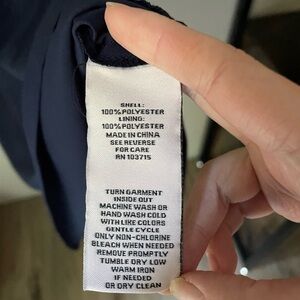 SHELL:
100%POLYESTER
LINING:
100%POLYESTER
MADE IN CHINA
SEE REVERSE
FOR CARE
RN 103715
TURN GARMENT
INSIDE OUT
MACHINE WASH OR
HAND WASH COLD
WITH LIKE COLORS
GENTLE CYCLE
ONLY NON-CHLORINE
BLEACH WHEN NEEDED
REMOVE PROMPTLY
TUMBLE DRY LOW
WARM IRON
IF NEEDED
OR DRY CLEAN